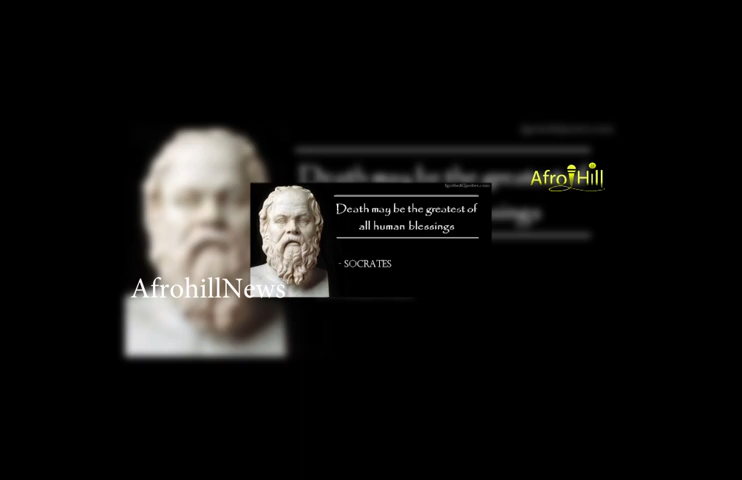 AfroHill
Death may be the greatest of
all human blessings
- SOCRATES
AfrohillNews